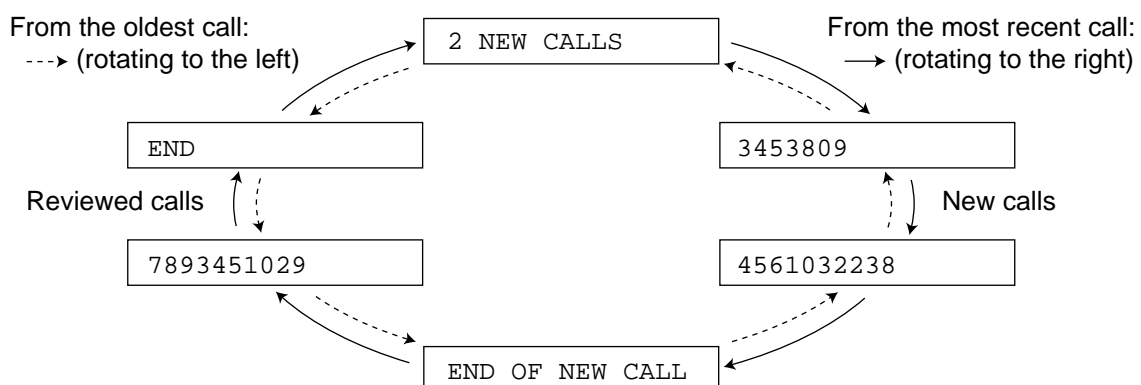 From the oldest call:
(rotating to the left)
2 NEW CALLS
From the most recent call:
(rotating to the right)
END
3453809
Reviewed calls
New calls
7893451029
4561032238
END OF NEW CALL